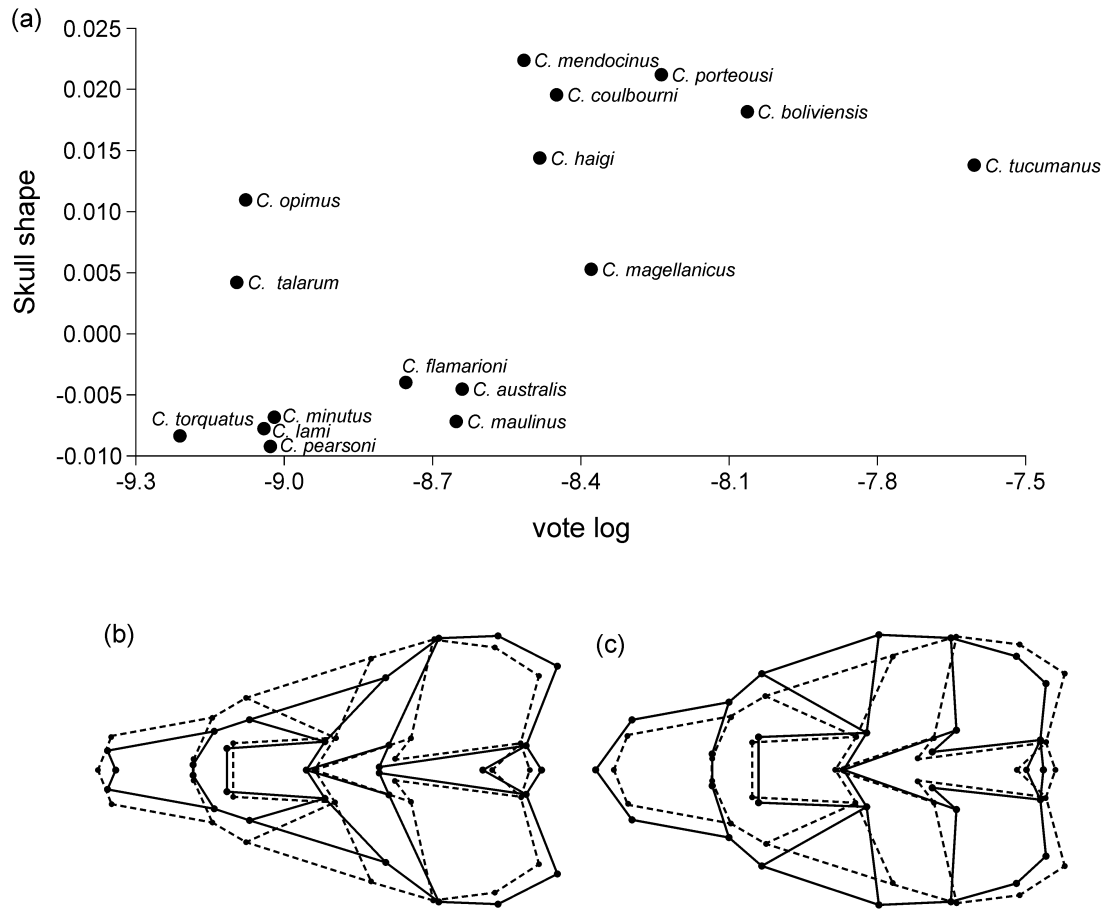 (a)
0.025
0.020
0.015
0.010
0.005
0.000
-0.005
-0.010
Skull shape
C. mendocinus
C. porteousi
C. coulbourni
C. boliviensis
C. haigi
C. tucumanus
C. opimus
C. magellanicus
C. talarum
C. flamarioni
C. australis
C. torquatus
C. minutus
C. maulinus
C. lami
C. pearsoni
-9.3 -9.0 -8.7 -8.4 -8.1 -7.8 -7.5
vote log
(b)
(c)